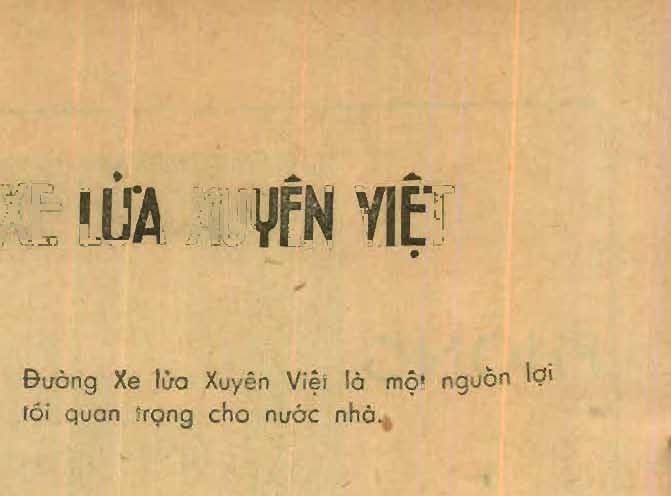 XE LỬA XUYÊN VIỆT
Đường Xe lửa Xuyên Việt là một nguồn lợi
tối quan trọng cho nước nhà.